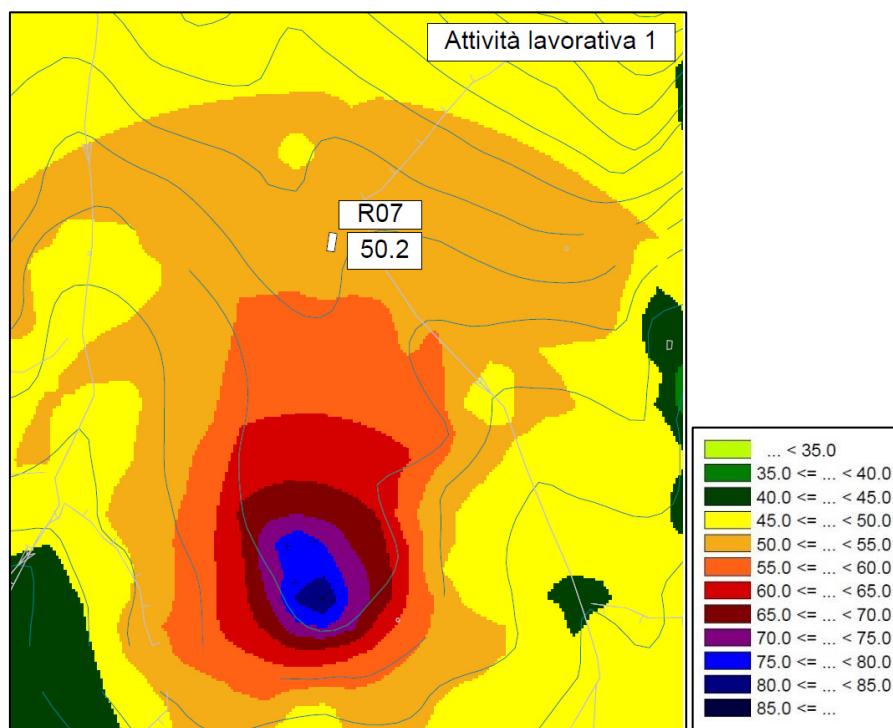 Attività lavorativa 1
R07
50.2
... < 35.0
35.0 <= ... < 40.0
40.0 <= ... < 45.0
45.0 <= ... < 50.0
50.0 <= ... < 55.0
55.0 <= ... < 60.0
60.0 <= ... < 65.0
65.0 <= ... < 70.0
70.0 <= ... < 75.0
75.0 <= ... < 80.0
80.0 <= ... < 85.0
85.0 <= ...